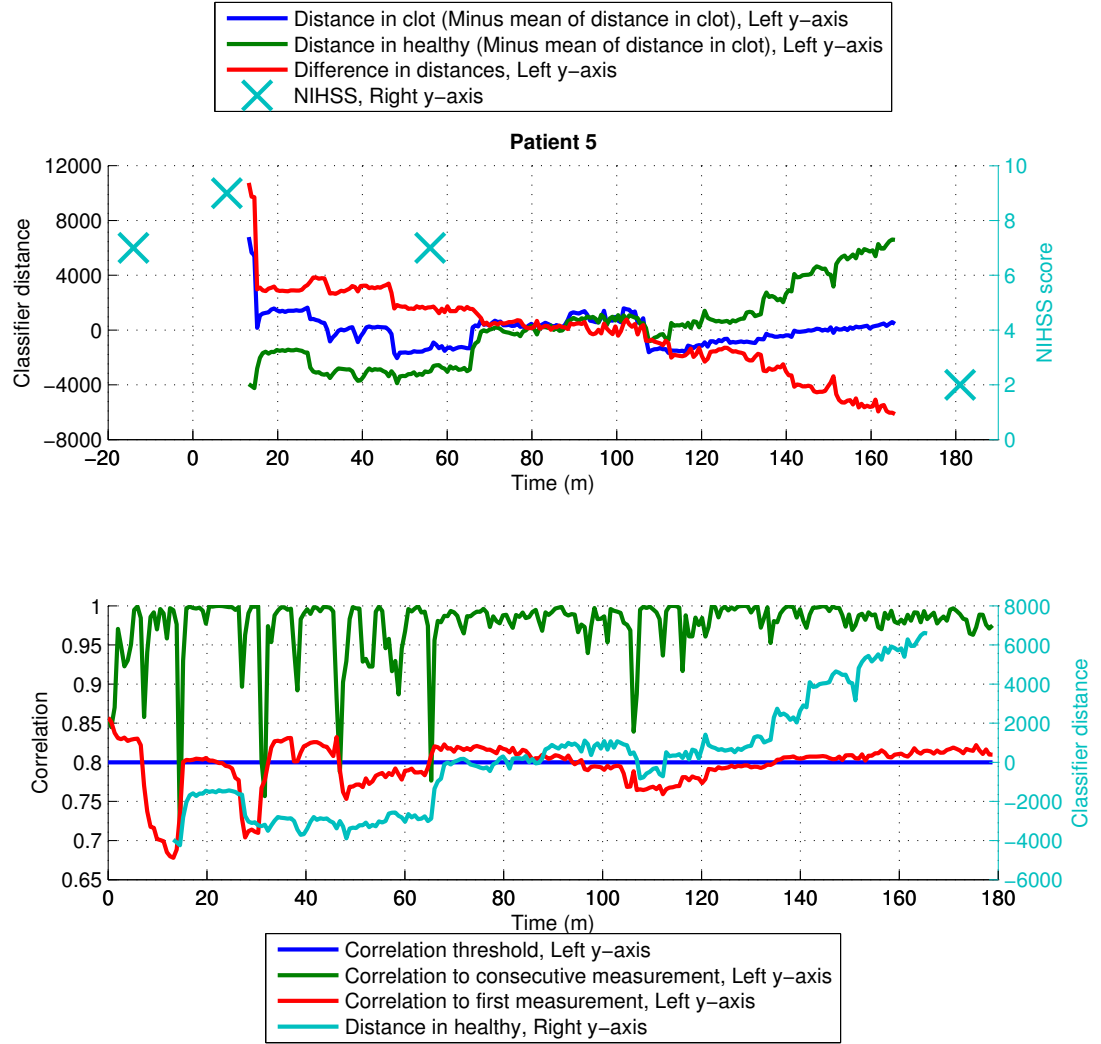 Distance in clot (Minus mean of distance in clot), Left y−axis
Distance in healthy (Minus mean of distance in clot), Left y−axis
Difference in distances, Left y−axis
NIHSS, Right y−axis
Patient 5
12000
8000
4000
0
−4000
−8000
Classifier distance
10
8
6
4
2
0
NIHSS score
−20 0 20 40 60 80 100 120 140 160 180
Time (m)
1
0.95
0.9
0.85
0.8
0.75
0.7
0.65
Correlation
8000
6000
4000
2000
0
−2000
−4000
−6000
Classifier distance
0 20 40 60 80 100 120 140 160 180
Time (m)
Correlation threshold, Left y−axis
Correlation to consecutive measurement, Left y−axis
Correlation to first measurement, Left y−axis
Distance in healthy, Right y−axis